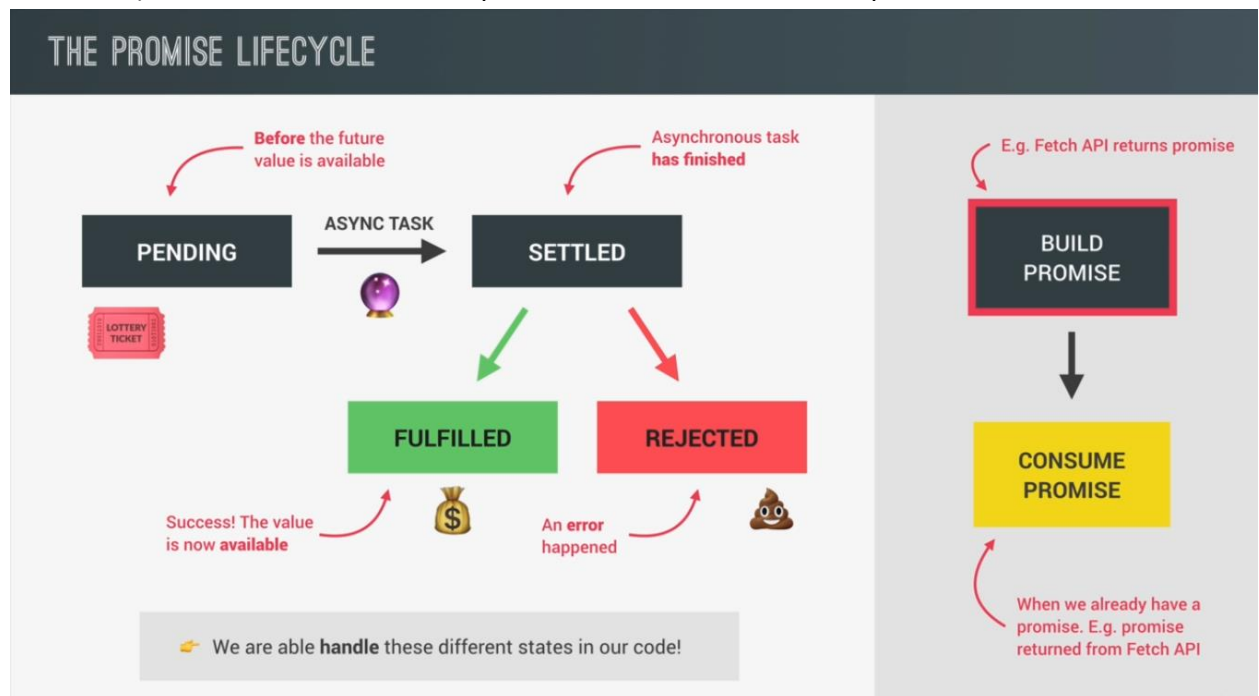 THE PROMISE LIFECYCLE
Before the future
value is available
Asynchronous task
has finished
PENDING
ASYNC TASK
SETTLED
LOTTERY
TICKET
FULFILLED
REJECTED
$
Success! The value
is now available
An error
happened
We are able handle these different states in our code!
E.g. Fetch API returns promise
BUILD
PROMISE
CONSUME
PROMISE
When we already have a
promise. E.g. promise
returned from Fetch API